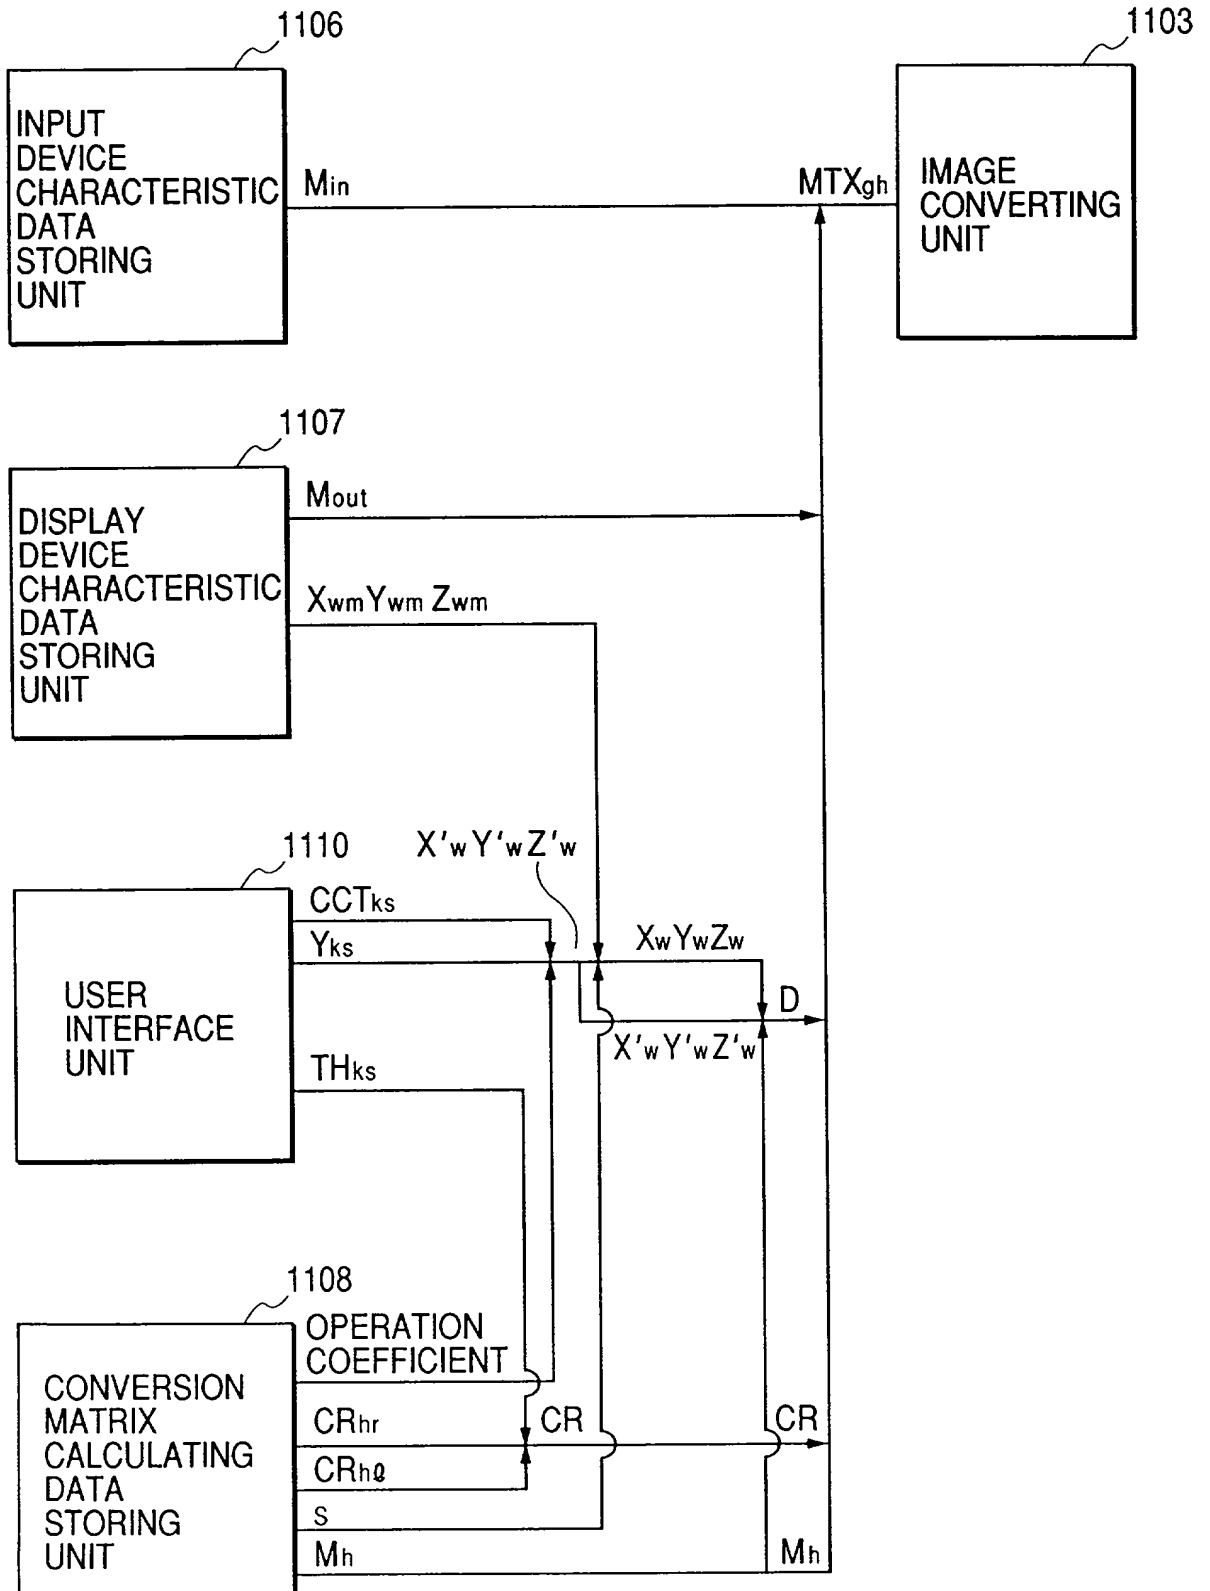 1106
INPUT
DEVICE
CHARACTERISTIC
DATA
STORING
UNIT
Min
MTXgh
1103
IMAGE
CONVERTING
UNIT
1107
DISPLAY
DEVICE
CHARACTERISTIC
DATA
STORING
UNIT
Mout
XwmYwmZwm
1110
USER
INTERFACE
UNIT
CCTks
Yks
THks
X'wY'wZ'w
XwYwZw
D
X'wY'wZ'w
1108
CONVERSION
MATRIX
CALCULATING
DATA
STORING
UNIT
OPERATION
COEFFICIENT
CRhr
CR
CR
CRhℓ
s
Mh
Mh